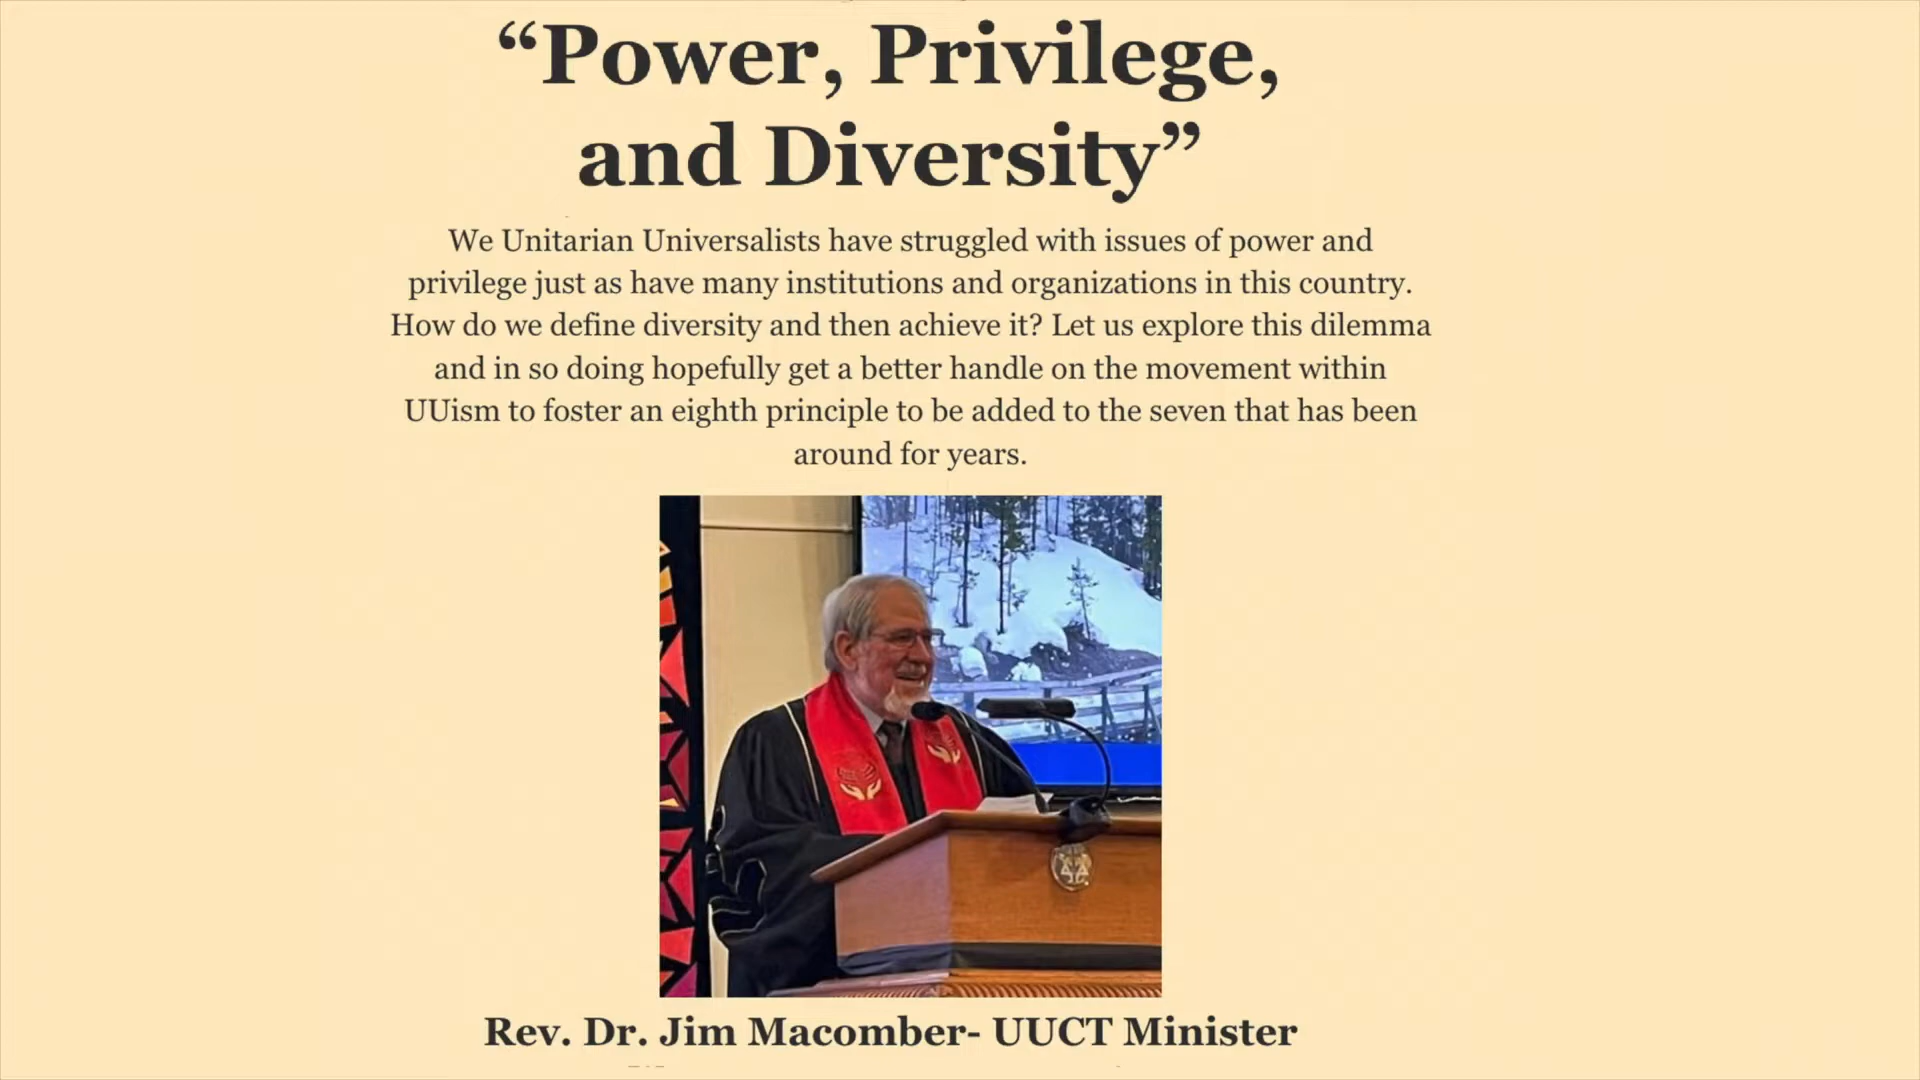 “Power, Privilege,
and Diversity”
We Unitarian Universalists have struggled with issues of power and
privilege just as have many institutions and organizations in this country.
How do we define diversity and then achieve it? Let us explore this dilemma
and in so doing hopefully get a better handle on the movement within
UUism to foster an eighth principle to be added to the seven that has been
around for years.
Rev. Dr. Jim Macomber- UUCT Minister